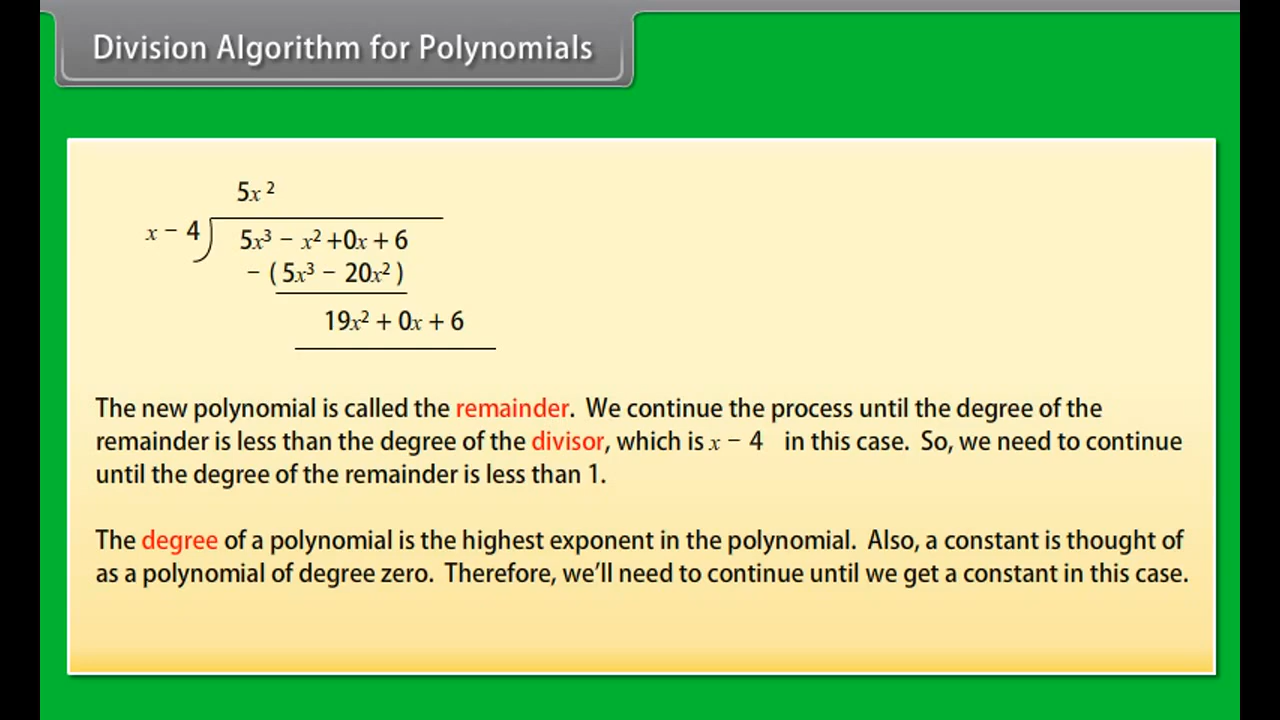 Division Algorithm for Polynomials
5x²
x − 4
5x³ − x² +0x + 6
− ( 5x³ − 20x² )
19x² + 0x + 6
The new polynomial is called the remainder. We continue the process until the degree of the
remainder is less than the degree of the divisor, which is x − 4 in this case. So, we need to continue
until the degree of the remainder is less than 1.
The degree of a polynomial is the highest exponent in the polynomial. Also, a constant is thought of
as a polynomial of degree zero. Therefore, we’ll need to continue until we get a constant in this case.